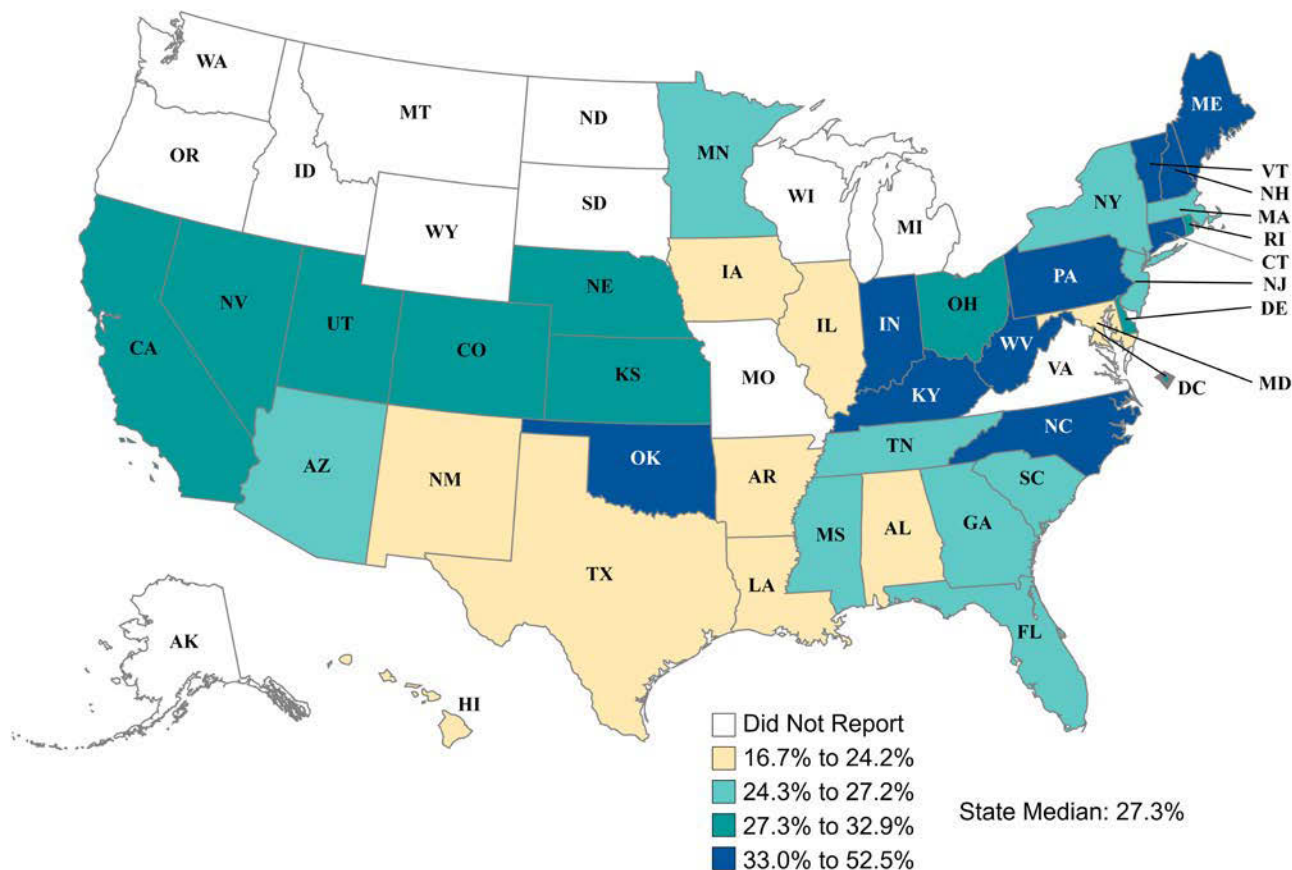 WA
MT
ND
MN
ME
VT
NH
OR
ID
SD
WI
NY
MA
MI
RI
WY
CT
IA
PA
NJ
NE
NV
OH
DE
UT
IL
IN
CA
CO
WV
KS
MO
VA
MD
KY
DC
NC
TN
OK
AZ
NM
AR
SC
MS
AL
GA
TX
LA
FL
AK
HI
Did Not Report
16.7% to 24.2%
24.3% to 27.2%
State Median: 27.3%
27.3% to 32.9%
33.0% to 52.5%